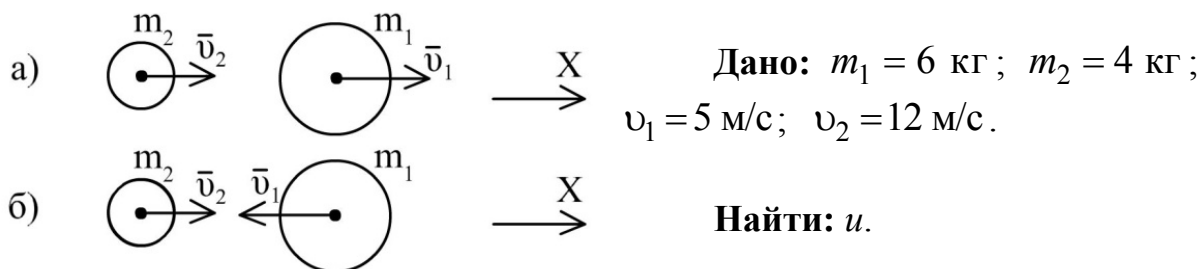 m₂ ῡ₂ m₁ ῡ₁ X
а)
Дано: m₁ = 6 кг; m₂ = 4 кг;
υ₁ = 5 м/с; υ₂ = 12 м/с.
m₂ ῡ₂ ῡ₁ m₁ X
б)
Найти: u.